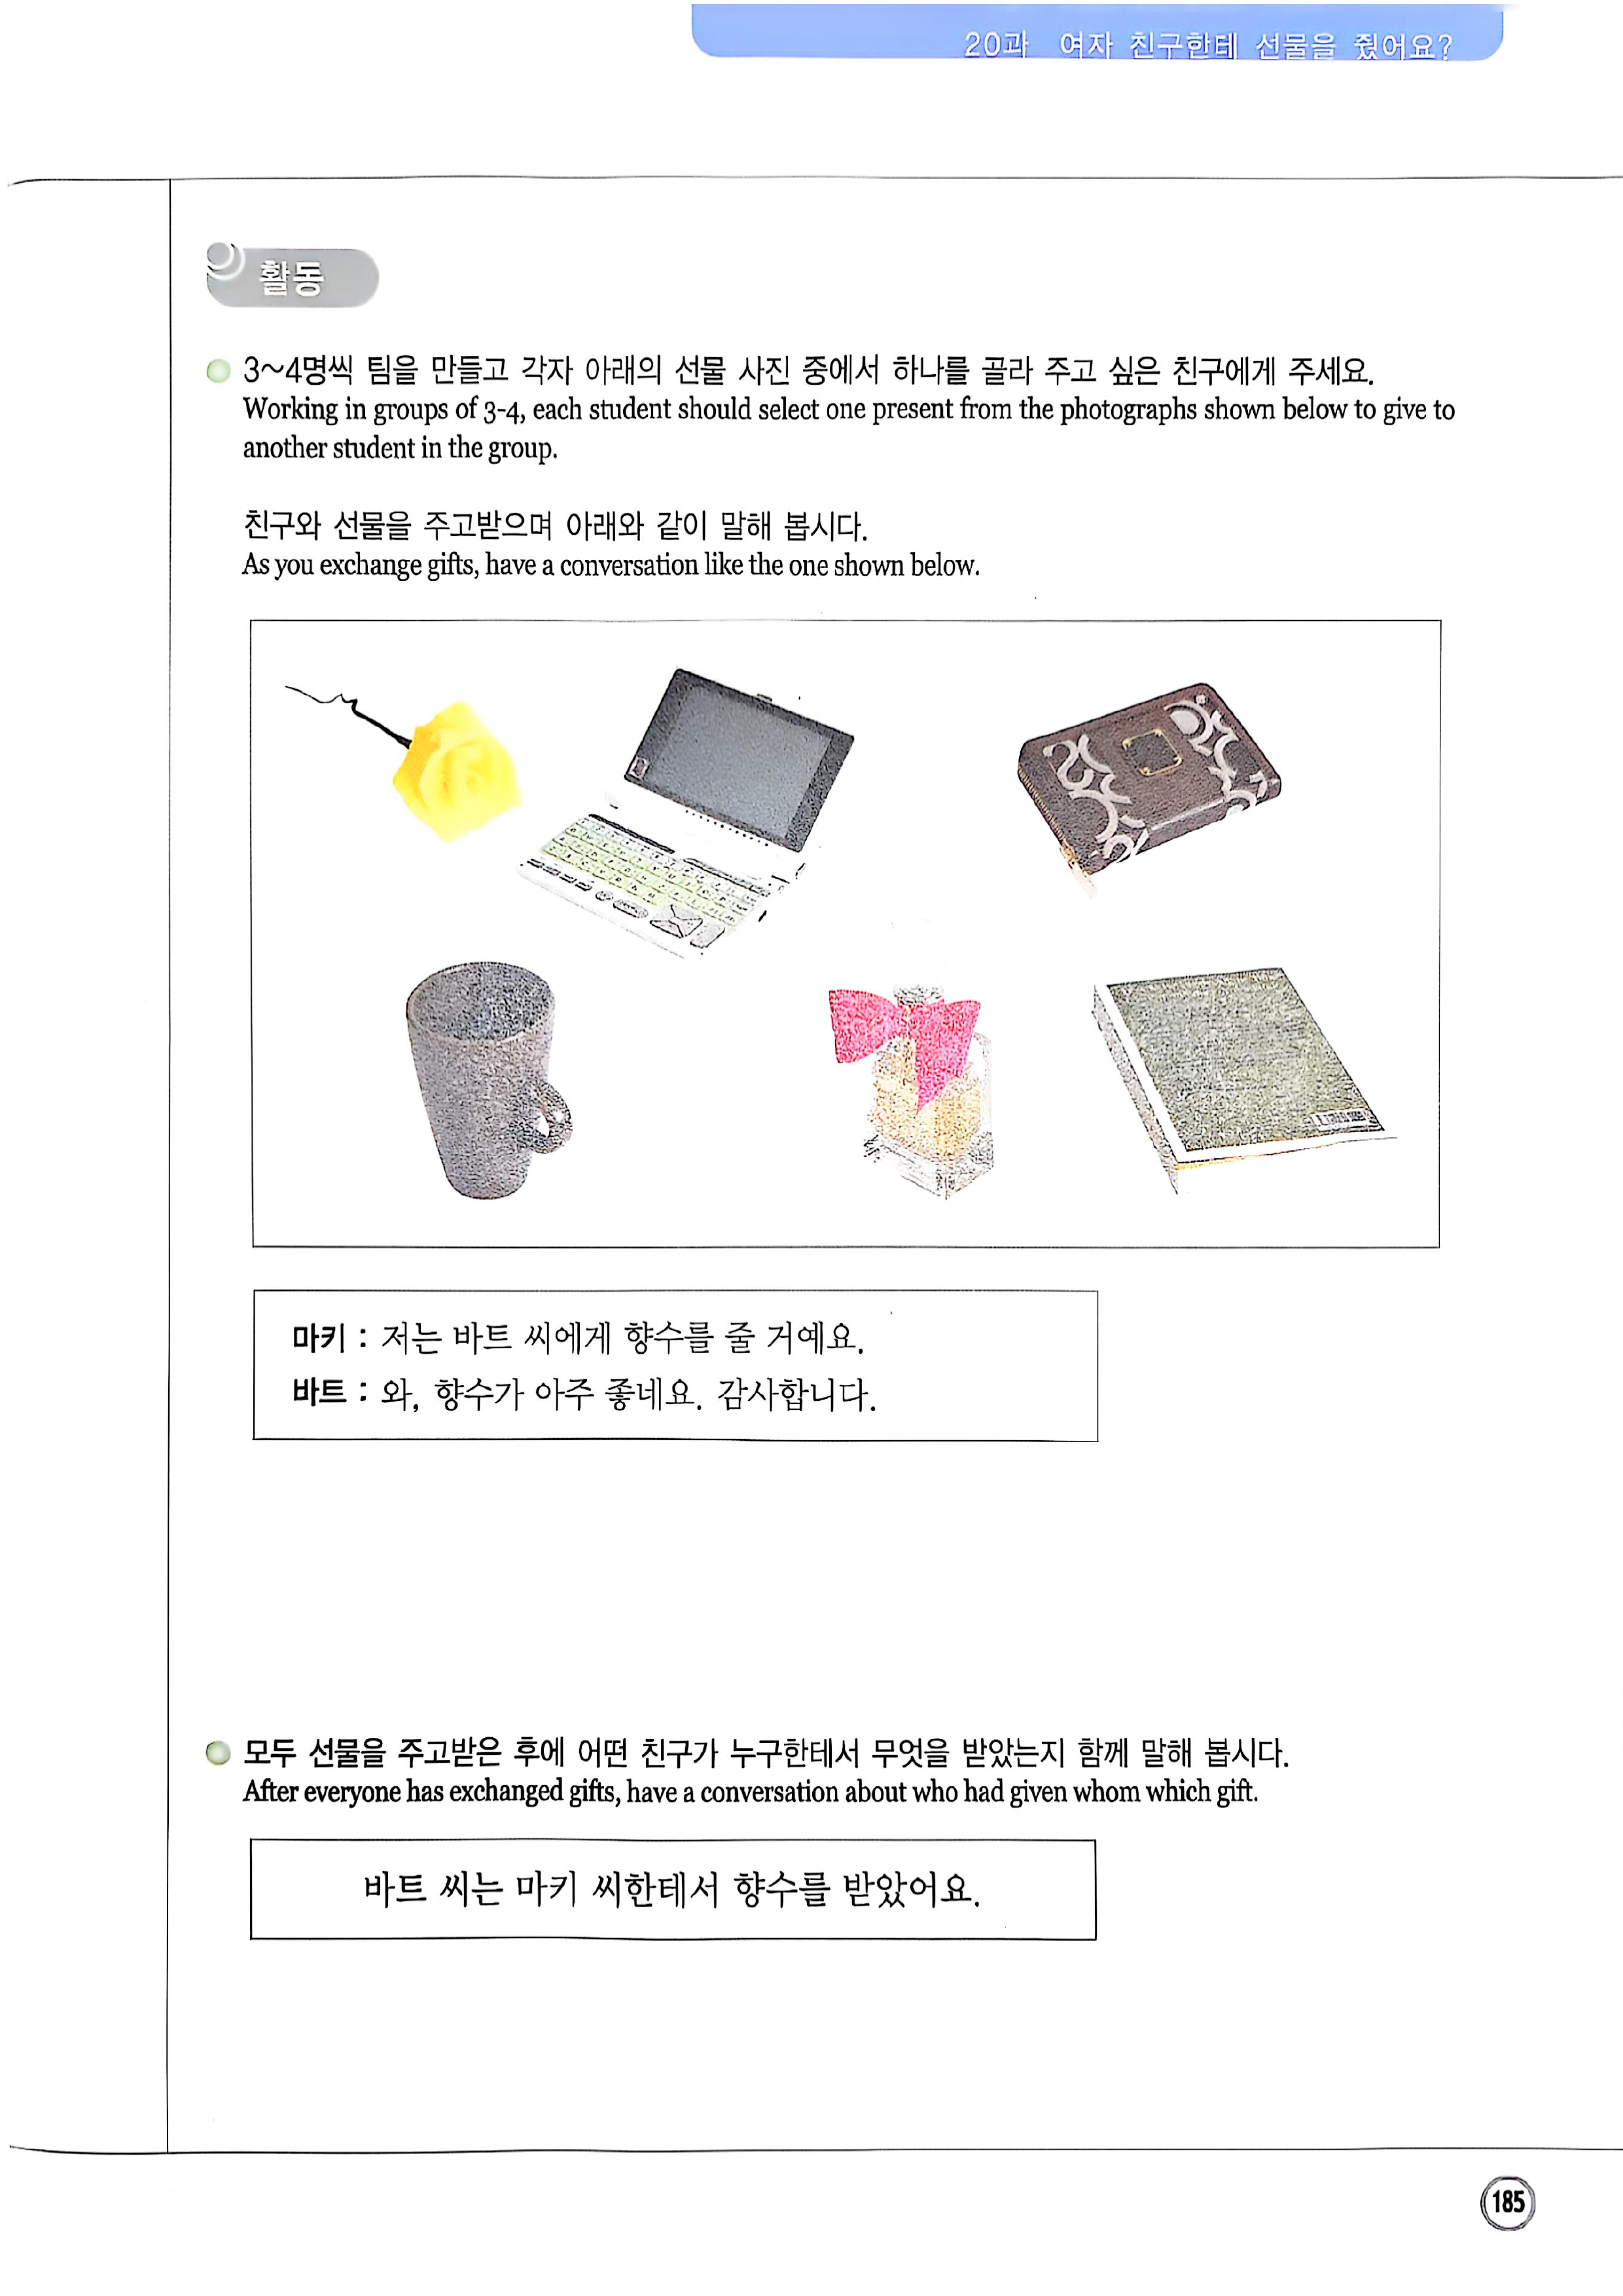 20과 여자 친구한테 선물을 줬어요?
활동
3~4명씩 팀을 만들고 각자 아래의 선물 사진 중에서 하나를 골라 주고 싶은 친구에게 주세요.
Working in groups of 3-4, each student should select one present from the photographs shown below to give to
another student in the group.
친구와 선물을 주고받으며 아래와 같이 말해 봅시다.
As you exchange gifts, have a conversation like the one shown below.
마키 : 저는 바트 씨에게 향수를 줄 거예요.
바트 : 와, 향수가 아주 좋네요. 감사합니다.
모두 선물을 주고받은 후에 어떤 친구가 누구한테서 무엇을 받았는지 함께 말해 봅시다.
After everyone has exchanged gifts, have a conversation about who had given whom which gift.
바트 씨는 마키 씨한테서 향수를 받았어요.
185